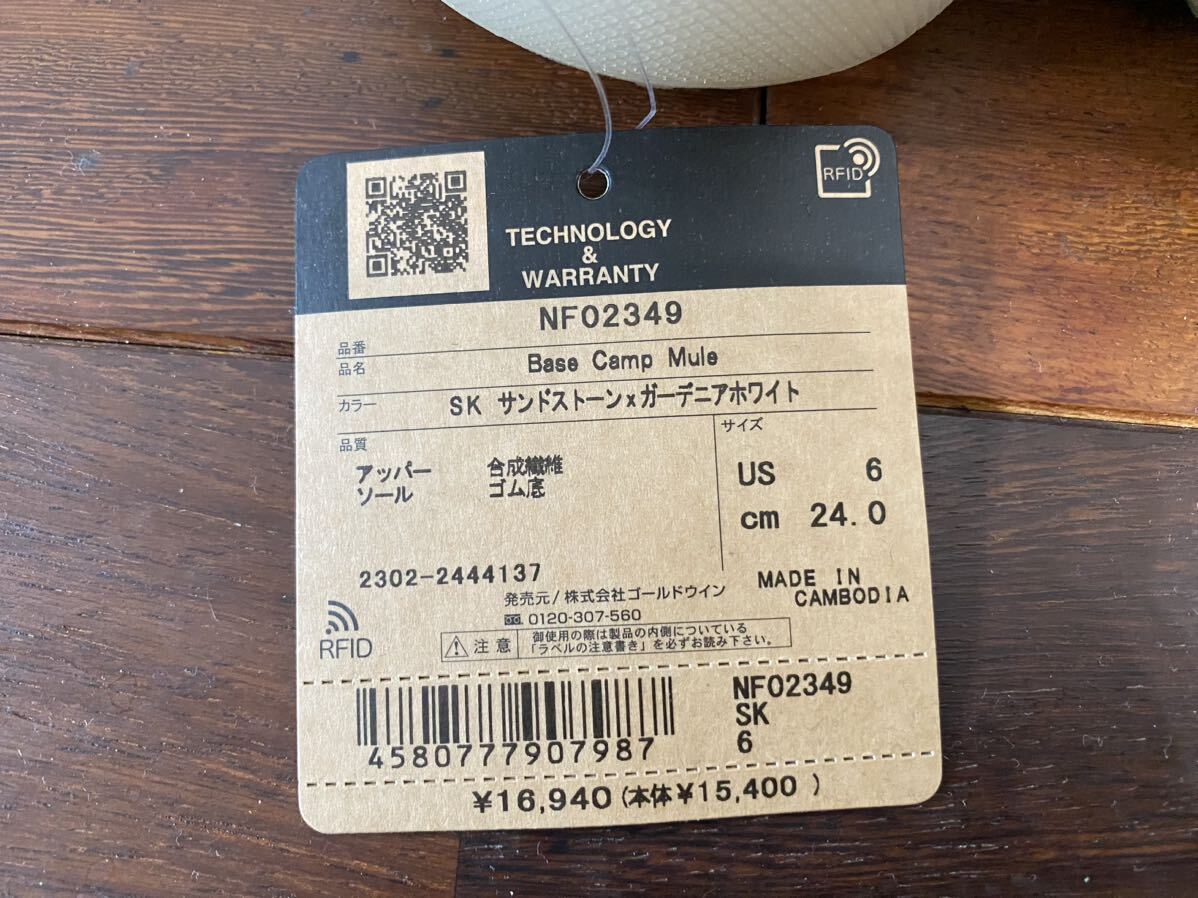 RFID
TECHNOLOGY
&
WARRANTY
品番 NF02349
品名 Base Camp Mule
カラー SK サンドストーンxガーデニアホワイト
品質
アッパー 合成繊維
ソール ゴム底
サイズ
US 6
cm 24.0
2302-2444137
MADE IN
CAMBODIA
発売元/株式会社ゴールドウイン
0120-307-560
RFID
注意
御使用の際は製品の内側についている
「ラベルの注意書き」を必ずお読み下さい。
4580777907987
NF02349
SK
6
¥16,940(本体¥15,400 )